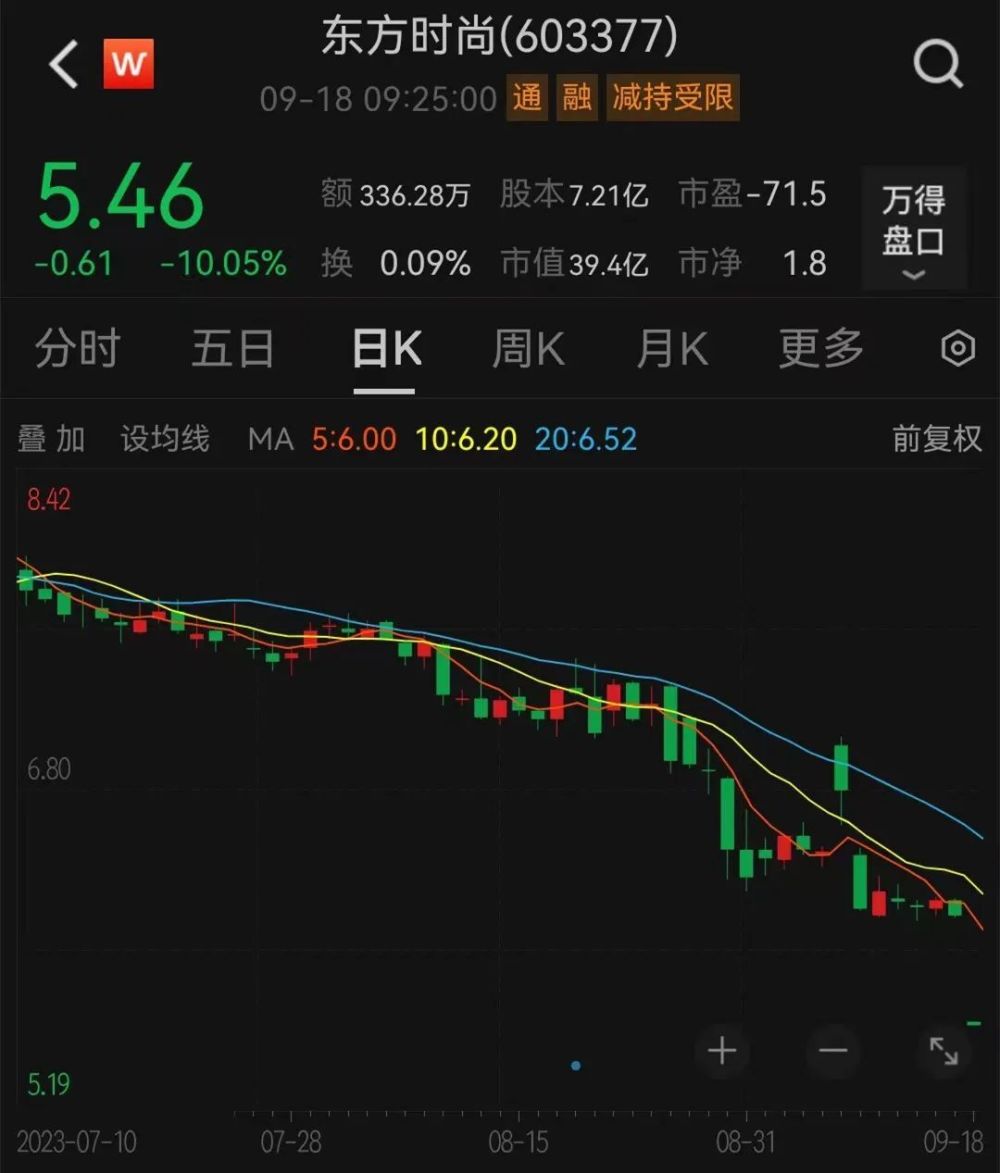 东方时尚(603377)
W
09-18 09:25:00 通 融 减持受限
5.46 额 336.28万 股本 7.21亿 市盈 -71.5 万得
盘口
-0.61 -10.05% 换 0.09% 市值 39.4亿 市净 1.8
分时 五日 日K 周K 月K 更多
叠加 设均线 MA 5:6.00 10:6.20 20:6.52 前复权
8.42
6.80
5.19
2023-07-10 07-28 08-15 08-31 09-18